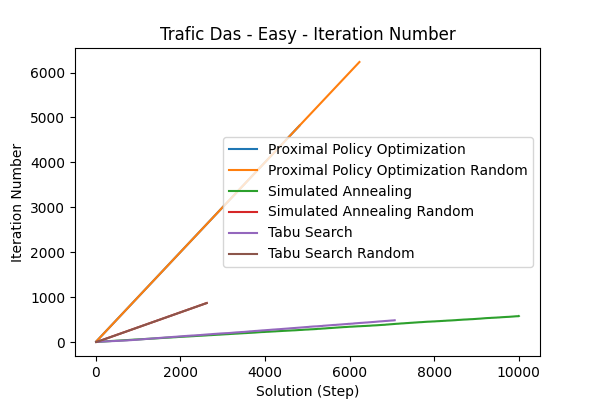 Trafic Das - Easy - Iteration Number
Iteration Number
6000
5000
4000
3000
2000
1000
0
Proximal Policy Optimization
Proximal Policy Optimization Random
Simulated Annealing
Simulated Annealing Random
Tabu Search
Tabu Search Random
0 2000 4000 6000 8000 10000
Solution (Step)